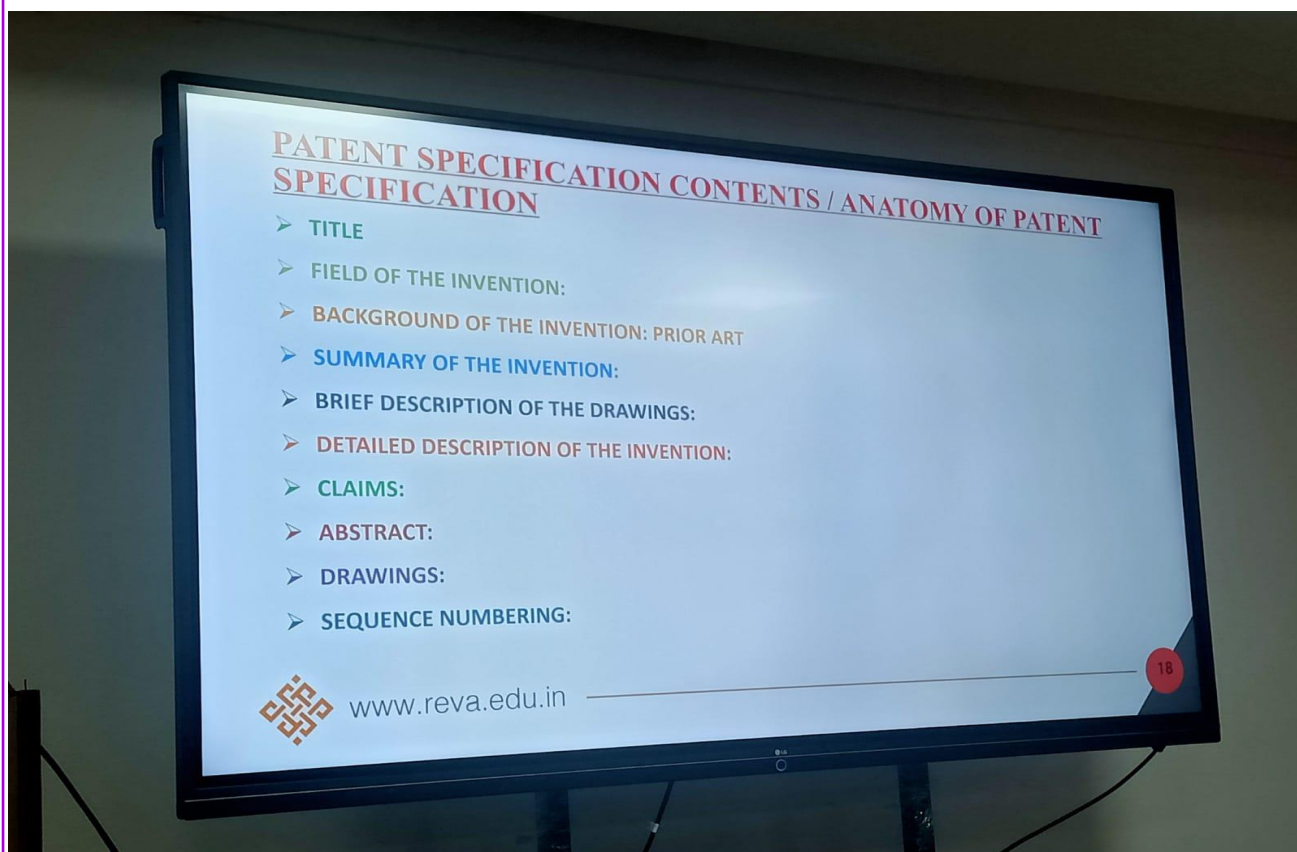 PATENT SPECIFICATION CONTENTS / ANATOMY OF PATENT
SPECIFICATION
TITLE
FIELD OF THE INVENTION:
BACKGROUND OF THE INVENTION: PRIOR ART
SUMMARY OF THE INVENTION:
BRIEF DESCRIPTION OF THE DRAWINGS:
DETAILED DESCRIPTION OF THE INVENTION:
CLAIMS:
ABSTRACT:
DRAWINGS:
SEQUENCE NUMBERING:
www.reva.edu.in
18
LG